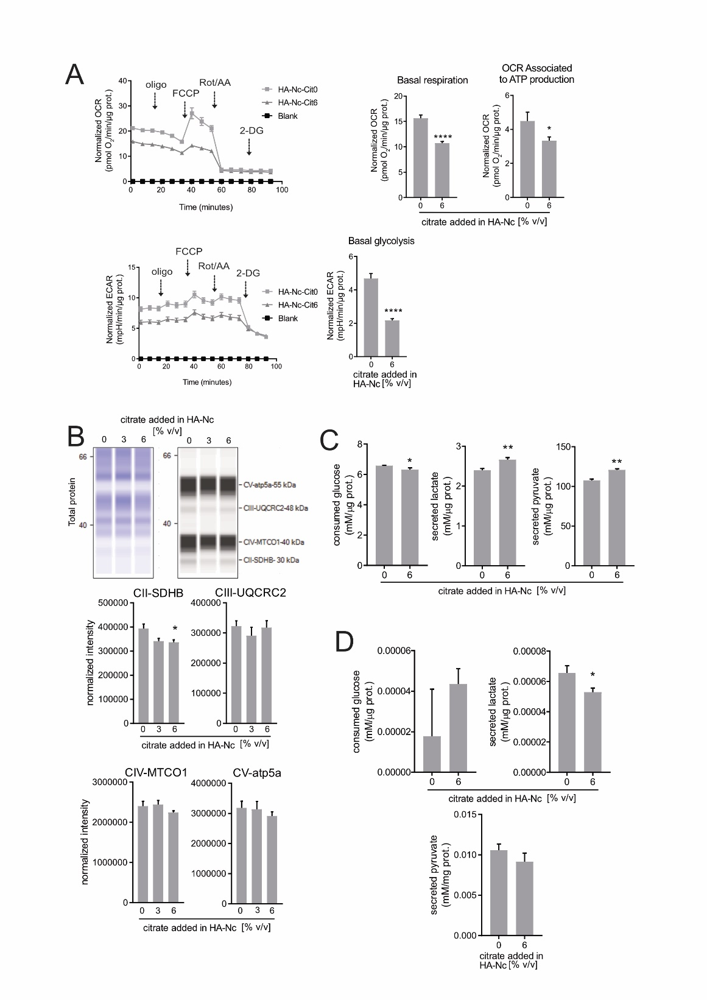 A
40
30
20
10
0
Normalized OCR
(pmol O2/min/µg prot.)
oligo
FCCP
Rot/AA
2-DG
HA-Nc-Cit0
HA-Nc-Cit6
Blank
0 20 40 60 80 100
Time (minutes)
Basal respiration
Normalized OCR
(pmol O2/min/µg prot.)
20
15
10
5
0
****
0 6
OCR Associated
to ATP production
Normalized OCR
(pmol O2/min/µg prot.)
6
4
2
0
*
0 6
citrate added in HA-Nc [% v/v]
15
10
5
0
Normalized ECAR
(mpH/min/µg prot.)
oligo
FCCP
Rot/AA
2-DG
HA-Nc-Cit0
HA-Nc-Cit6
Blank
0 20 40 60 80 100
Time (minutes)
Basal glycolysis
Normalized ECAR
(mpH/min/µg prot.)
6
4
2
0
****
0 6
citrate added in
HA-Nc [% v/v]
B
citrate added in HA-Nc
[% v/v]
0 3 6
0 3 6
Total protein
66
40
66
40
CV-atp5a-55 kDa
CIII-UQCRC2-48 kDa
CIV-MTCO1-40 kDa
CII-SDHB- 30 kDa
CII-SDHB
normalized intensity
500000
400000
300000
200000
100000
0
*
0 3 6
CIII-UQCRC2
400000
300000
200000
100000
0
0 3 6
citrate added in HA-Nc [% v/v]
CIV-MTCO1
normalized intensity
3000000
2000000
1000000
0
0 3 6
CV-atp5a
4000000
3000000
2000000
1000000
0
0 3 6
citrate added in HA-Nc [% v/v]
C
consumed glucose
(mM/µg prot.)
8
6
4
2
0
*
0 6
secreted lactate
(mM/µg prot.)
3
2
1
0
**
0 6
secreted pyruvate
(mM/µg prot.)
150
100
50
0
**
0 6
citrate added in HA-Nc [% v/v]
D
consumed glucose
(mM/µg prot.)
0.00006
0.00004
0.00002
0.00000
0 6
secreted lactate
(mM/µg prot.)
0.00008
0.00006
0.00004
0.00002
0.00000
*
0 6
citrate added in HA-Nc [% v/v]
secreted pyruvate
(mM/mg prot.)
0.015
0.010
0.005
0.000
0 6
citrate added in
HA-Nc [% v/v]